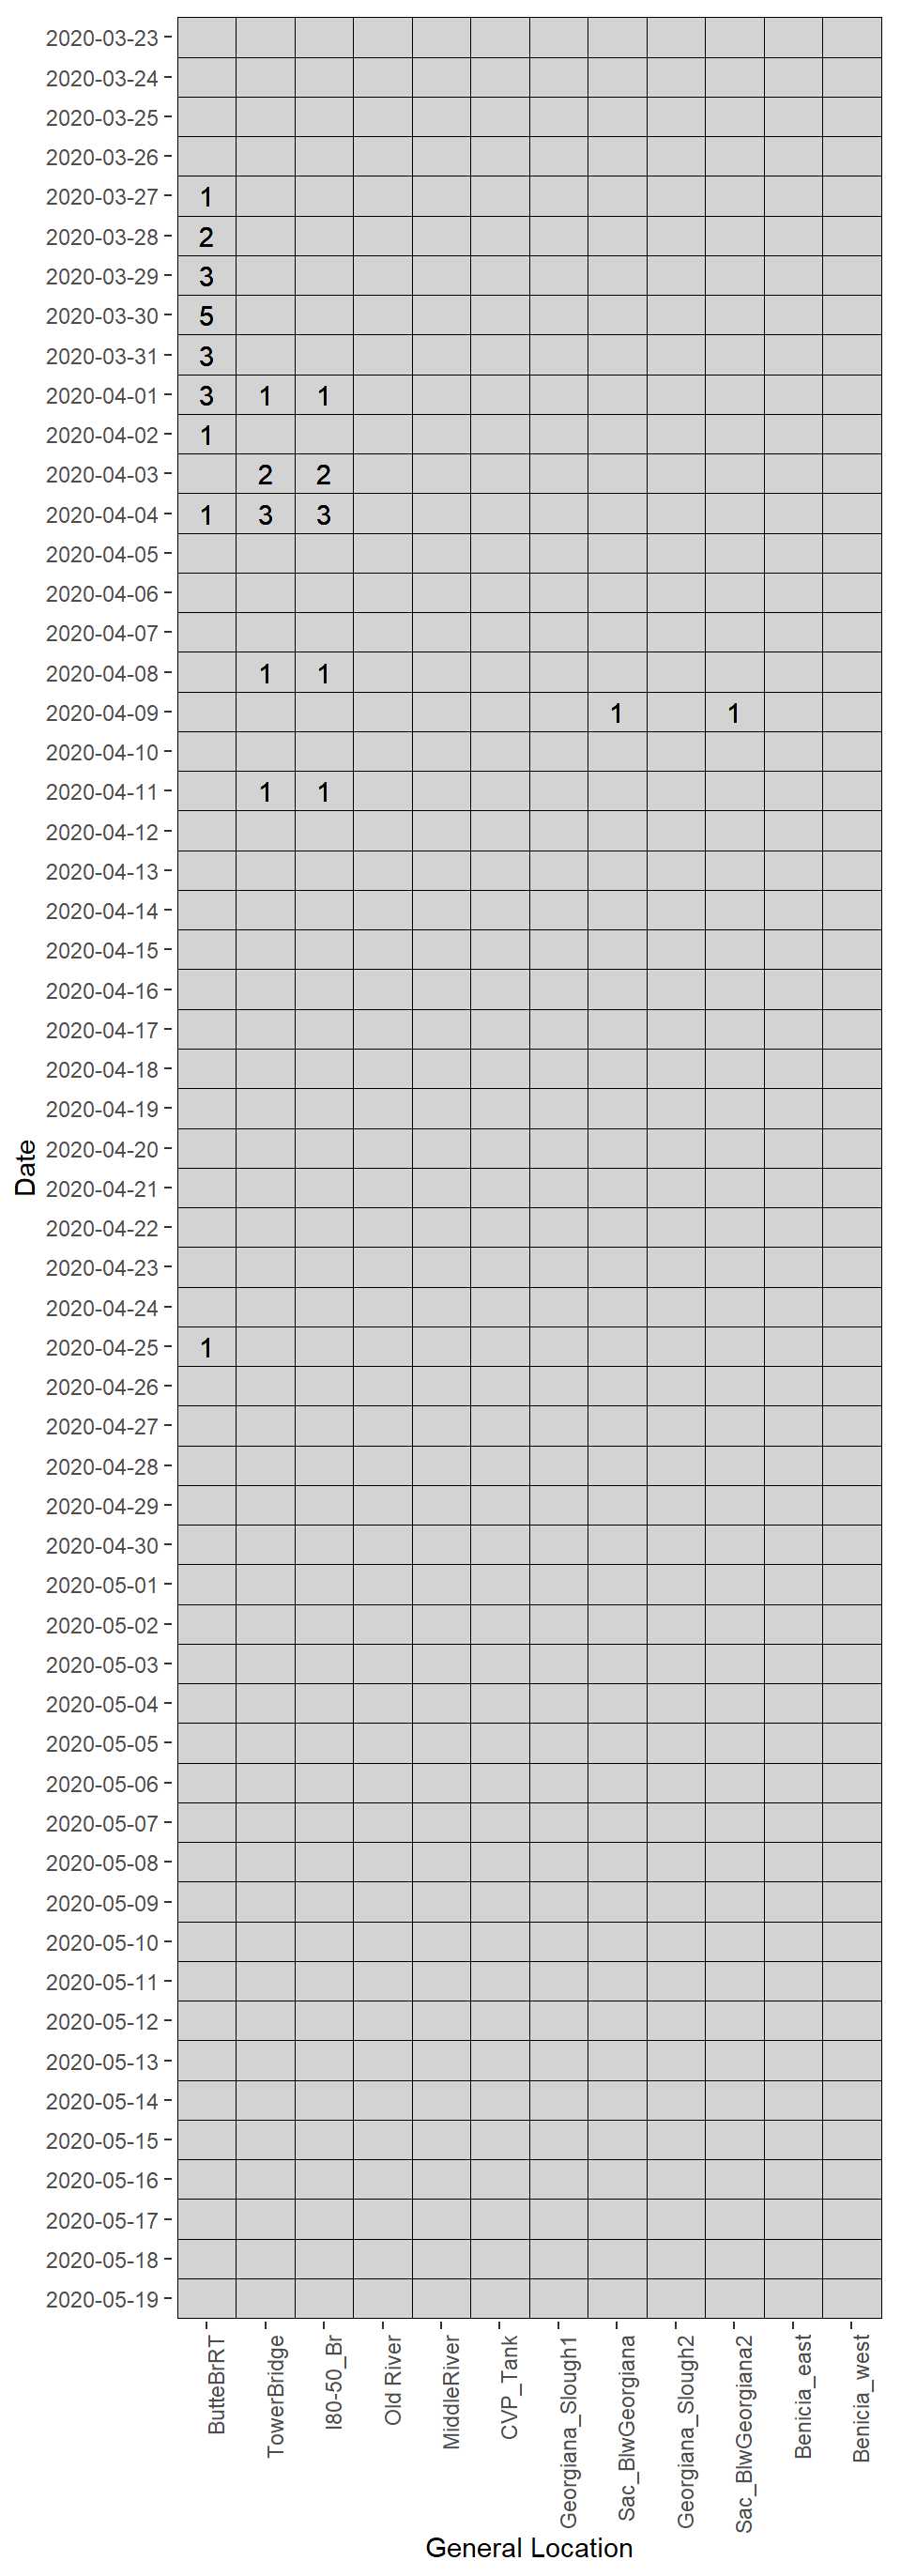 2020-03-23
2020-03-24
2020-03-25
2020-03-26
2020-03-27 1
2020-03-28 2
2020-03-29 3
2020-03-30 5
2020-03-31 3
2020-04-01 3 1 1
2020-04-02 1
2020-04-03 2 2
2020-04-04 1 3 3
2020-04-05
2020-04-06
2020-04-07
2020-04-08 1 1
2020-04-09 1 1
2020-04-10
2020-04-11 1 1
2020-04-12
2020-04-13
2020-04-14
2020-04-15
2020-04-16
2020-04-17
2020-04-18
2020-04-19
2020-04-20
2020-04-21
2020-04-22
2020-04-23
2020-04-24
2020-04-25 1
2020-04-26
2020-04-27
2020-04-28
2020-04-29
2020-04-30
2020-05-01
2020-05-02
2020-05-03
2020-05-04
2020-05-05
2020-05-06
2020-05-07
2020-05-08
2020-05-09
2020-05-10
2020-05-11
2020-05-12
2020-05-13
2020-05-14
2020-05-15
2020-05-16
2020-05-17
2020-05-18
2020-05-19
Date
ButteBrRT
TowerBridge
I80-50_Br
Old River
MiddleRiver
CVP_Tank
Georgiana_Slough1
Sac_BlwGeorgiana
Georgiana_Slough2
Sac_BlwGeorgiana2
Benicia_east
Benicia_west
General Location